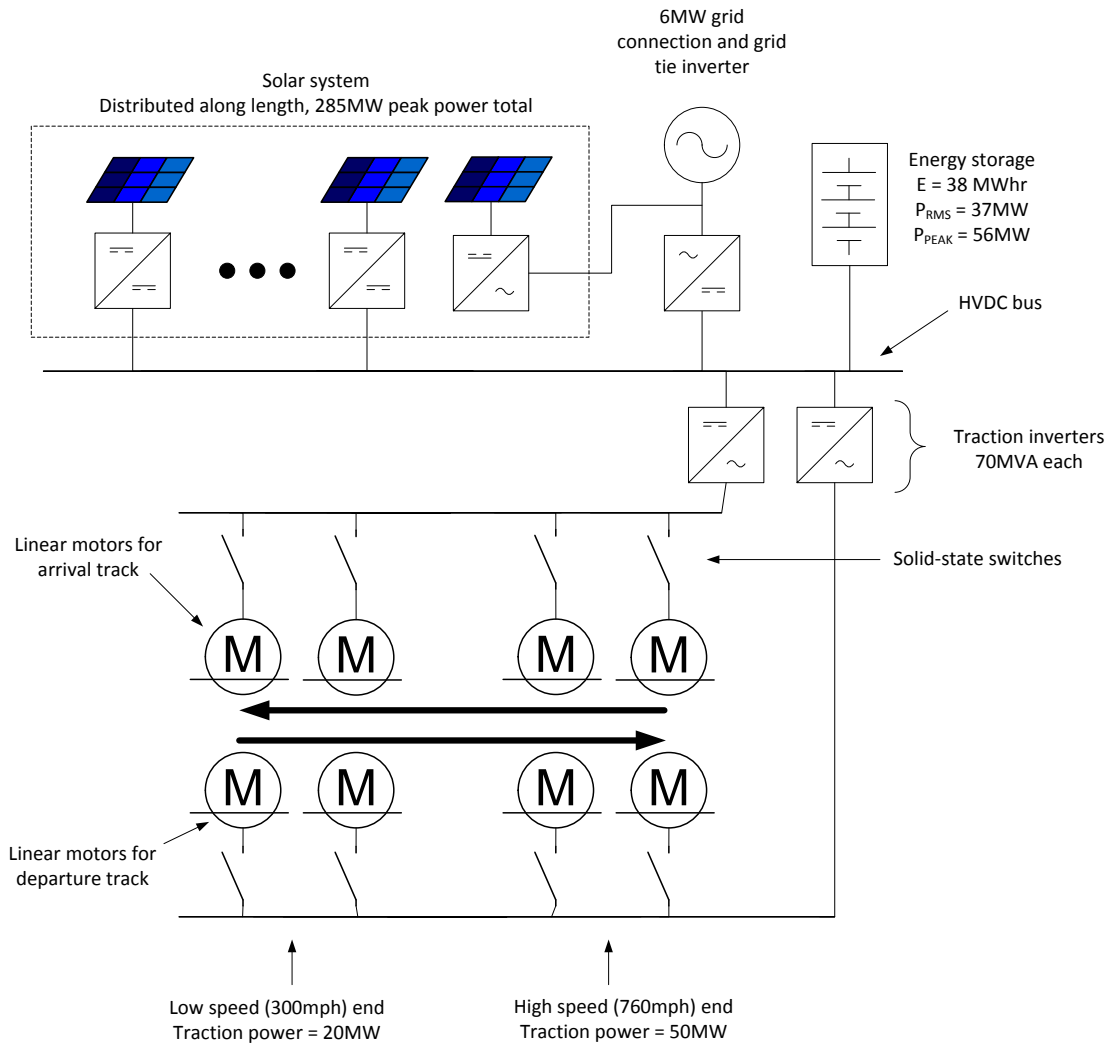 6MW grid
connection and grid
tie inverter
Solar system
Distributed along length, 285MW peak power total
Energy storage
E = 38 MWhr
PRMS = 37MW
PPEAK = 56MW
HVDC bus
Traction inverters
70MVA each
Linear motors for
arrival track
Solid-state switches
M
M
M
M
M
M
M
M
Linear motors for
departure track
Low speed (300mph) end
Traction power = 20MW
High speed (760mph) end
Traction power = 50MW